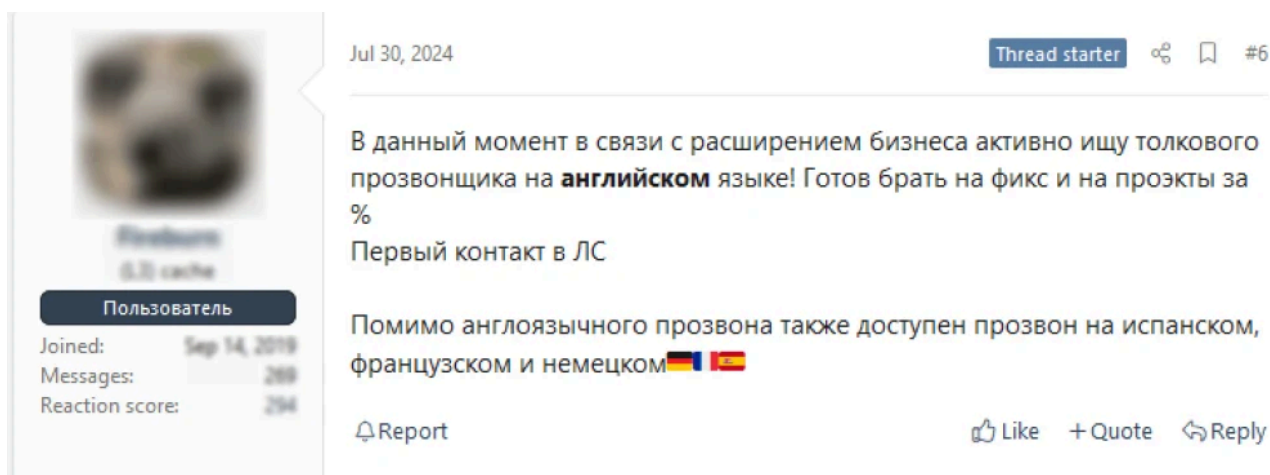 Jul 30, 2024
Thread starter
#6
В данный момент в связи с расширением бизнеса активно ищу толкового
прозвонщика на английском языке! Готов брать на фикс и на проэкты за
%
Первый контакт в ЛС
Помимо англоязычного прозвона также доступен прозвон на испанском,
французском и немецком
Пользователь
Joined:
Messages:
Reaction score:
Report
Like
+Quote
Reply